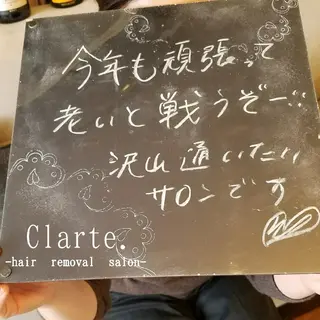 今年も頑張って
老いと戦うぞー!!
沢山通いたい
サロンです
Clarte.
-hair removal salon-